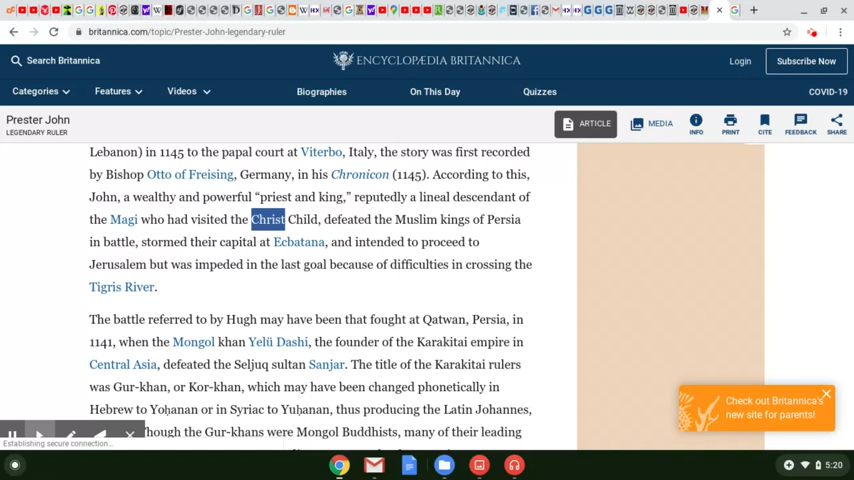 britannica.com/topic/Prester-John-legendary-ruler
Search Britannica
ENCYCLOPÆDIA BRITANNICA
Login
Subscribe Now
Categories
Features
Videos
Biographies
On This Day
Quizzes
COVID-19
Prester John
LEGENDARY RULER
ARTICLE
MEDIA
INFO
PRINT
CITE
FEEDBACK
SHARE
Lebanon) in 1145 to the papal court at Viterbo, Italy, the story was first recorded
by Bishop Otto of Freising, Germany, in his Chronicon (1145). According to this,
John, a wealthy and powerful “priest and king,” reputedly a lineal descendant of
the Magi who had visited the Christ Child, defeated the Muslim kings of Persia
in battle, stormed their capital at Ecbatana, and intended to proceed to
Jerusalem but was impeded in the last goal because of difficulties in crossing the
Tigris River.
The battle referred to by Hugh may have been that fought at Qatwan, Persia, in
1141, when the Mongol khan Yelü Dashi, the founder of the Karakitai empire in
Central Asia, defeated the Seljuq sultan Sanjar. The title of the Karakitai rulers
was Gur-khan, or Kor-khan, which may have been changed phonetically in
Hebrew to Yoḥanan or in Syriac to Yuḥanan, thus producing the Latin Johannes,
Though the Gur-khans were Mongol Buddhists, many of their leading
Check out Britannica's
new site for parents!
Establishing secure connection...
5:20